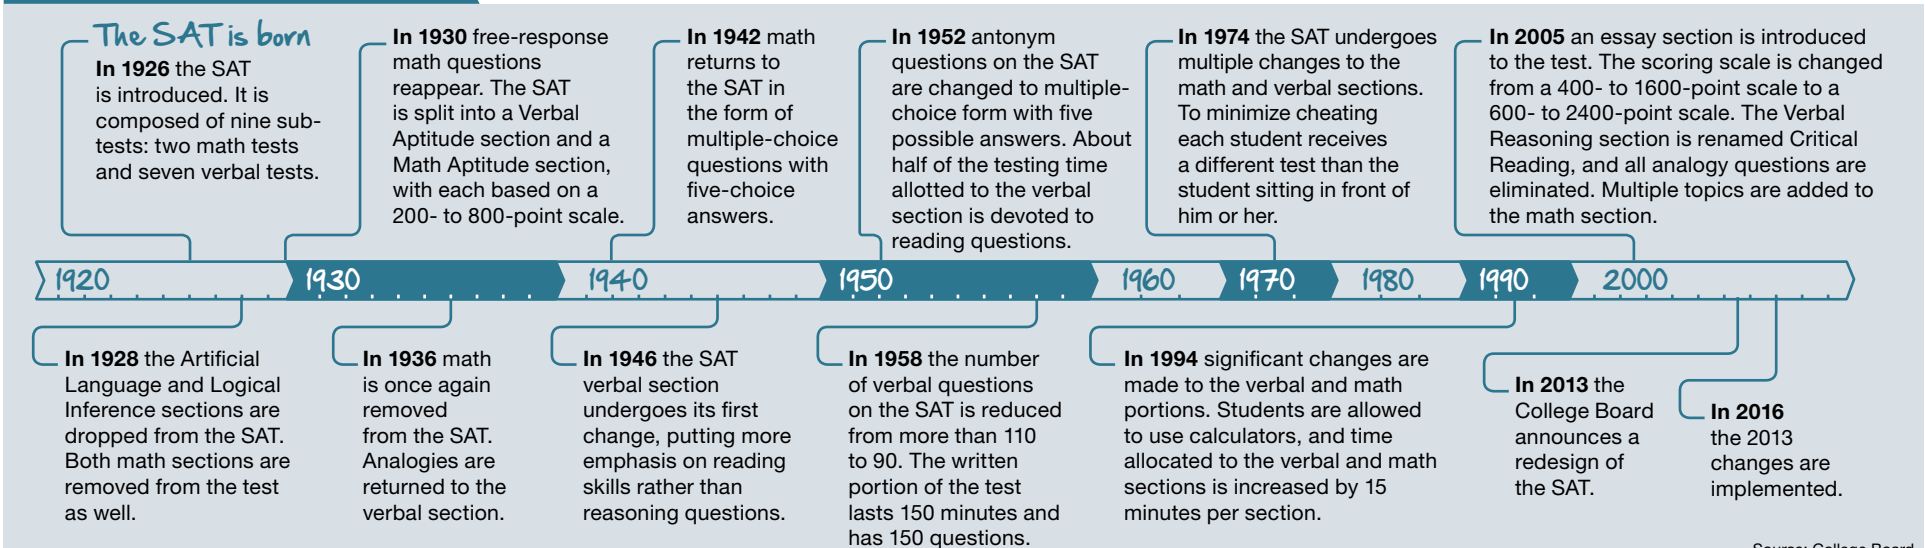 The SAT is born
In 1926 the SAT
is introduced. It is
composed of nine sub-
tests: two math tests
and seven verbal tests.
In 1930 free-response
math questions
reappear. The SAT
is split into a Verbal
Aptitude section and a
Math Aptitude section,
with each based on a
200- to 800-point scale.
In 1942 math
returns to
the SAT in
the form of
multiple-choice
questions with
five-choice
answers.
In 1952 antonym
questions on the SAT
are changed to multiple-
choice form with five
possible answers. About
half of the testing time
allotted to the verbal
section is devoted to
reading questions.
In 1974 the SAT undergoes
multiple changes to the
math and verbal sections.
To minimize cheating
each student receives
a different test than the
student sitting in front of
him or her.
In 2005 an essay section is introduced
to the test. The scoring scale is changed
from a 400- to 1600-point scale to a
600- to 2400-point scale. The Verbal
Reasoning section is renamed Critical
Reading, and all analogy questions are
eliminated. Multiple topics are added to
the math section.
1920 1930 1940 1950 1960 1970 1980 1990 2000
In 1928 the Artificial
Language and Logical
Inference sections are
dropped from the SAT.
Both math sections are
removed from the test
as well.
In 1936 math
is once again
removed
from the SAT.
Analogies are
returned to the
verbal section.
In 1946 the SAT
verbal section
undergoes its first
change, putting more
emphasis on reading
skills rather than
reasoning questions.
In 1958 the number
of verbal questions
on the SAT is reduced
from more than 110
to 90. The written
portion of the test
lasts 150 minutes and
has 150 questions.
In 1994 significant changes are
made to the verbal and math
portions. Students are allowed
to use calculators, and time
allocated to the verbal and math
sections is increased by 15
minutes per section.
In 2013 the
College Board
announces a
redesign of
the SAT.
In 2016
the 2013
changes are
implemented.
Source: College Board